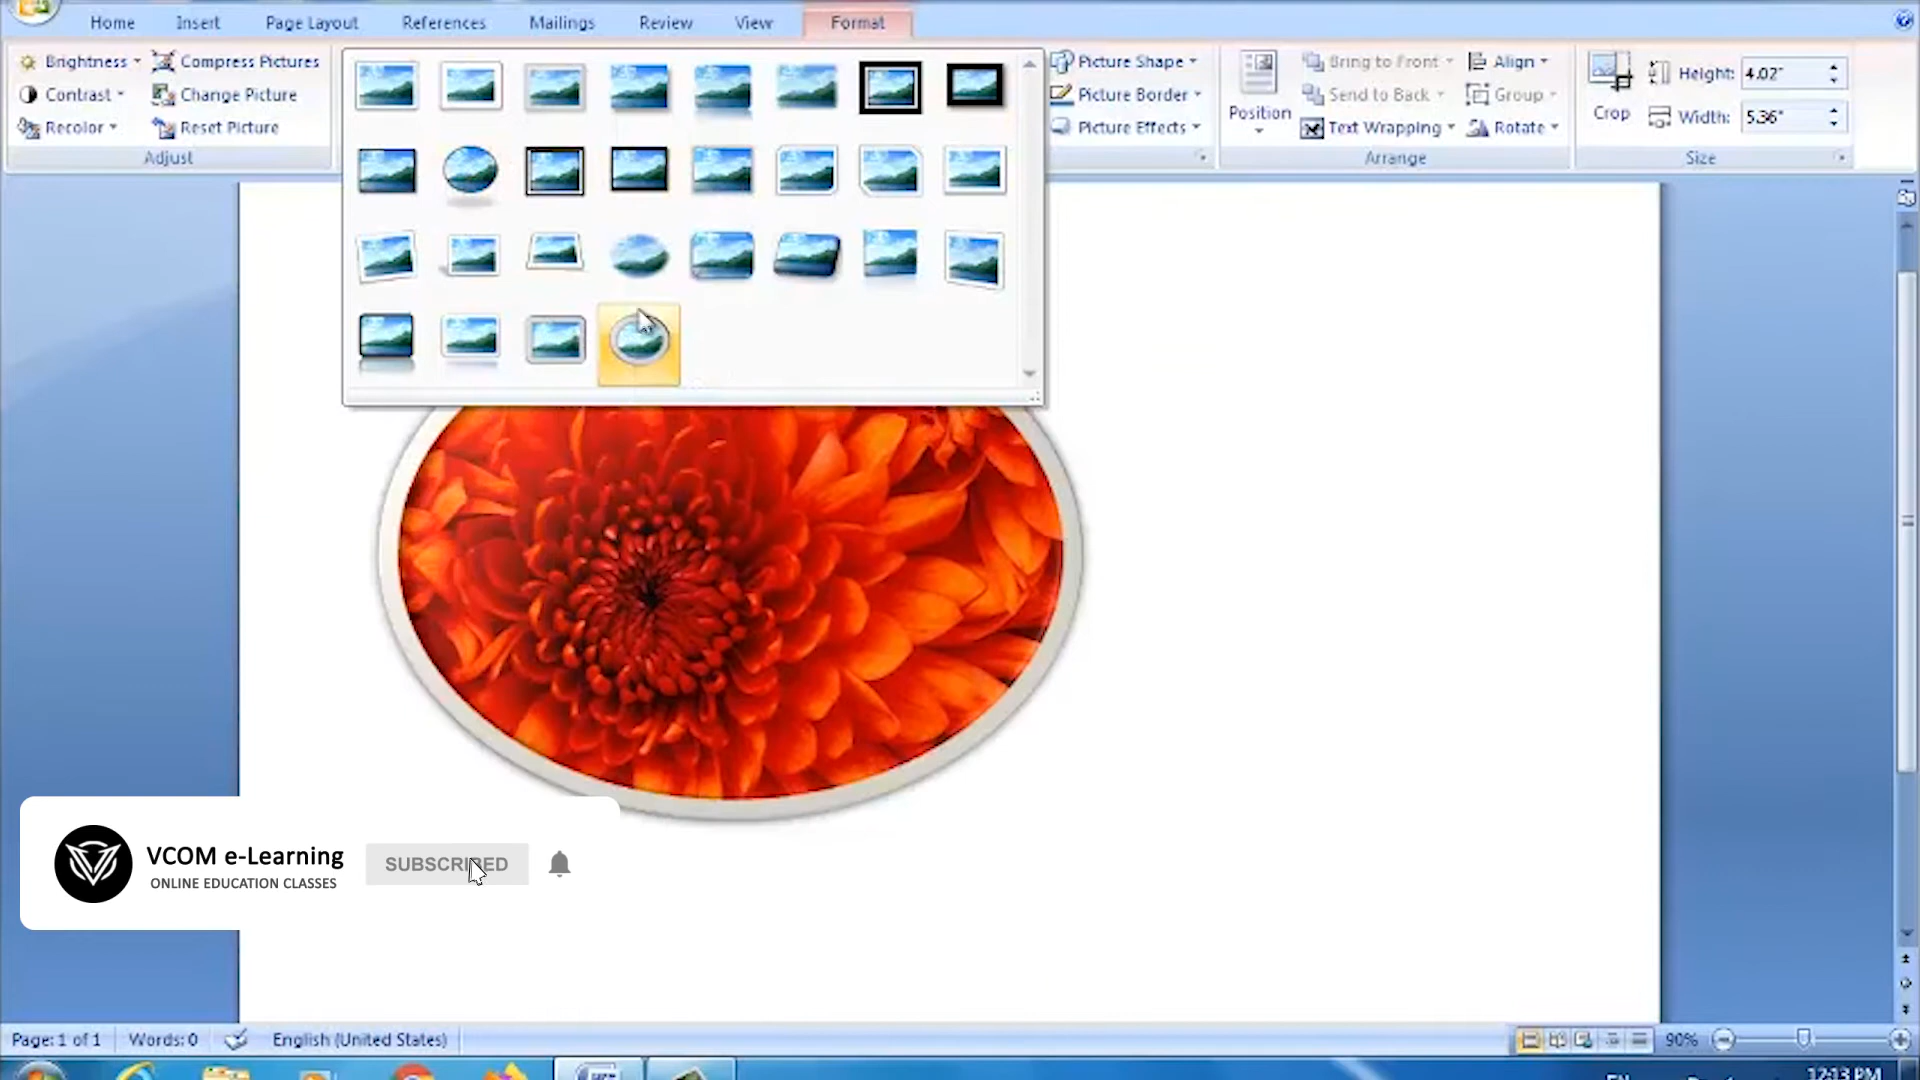 Home Insert Page Layout References Mailings Review View Format
Brightness Compress Pictures Picture Shape Bring to Front Align Height: 4.02"
Contrast Change Picture Picture Border Position Send to Back Group Crop Width: 5.36"
Recolor Reset Picture Picture Effects Text Wrapping Rotate
Adjust Arrange Size
VCOM e-Learning
ONLINE EDUCATION CLASSES
SUBSCRIBED
Page: 1 of 1 Words: 0 English (United States) 90%
12:13 PM